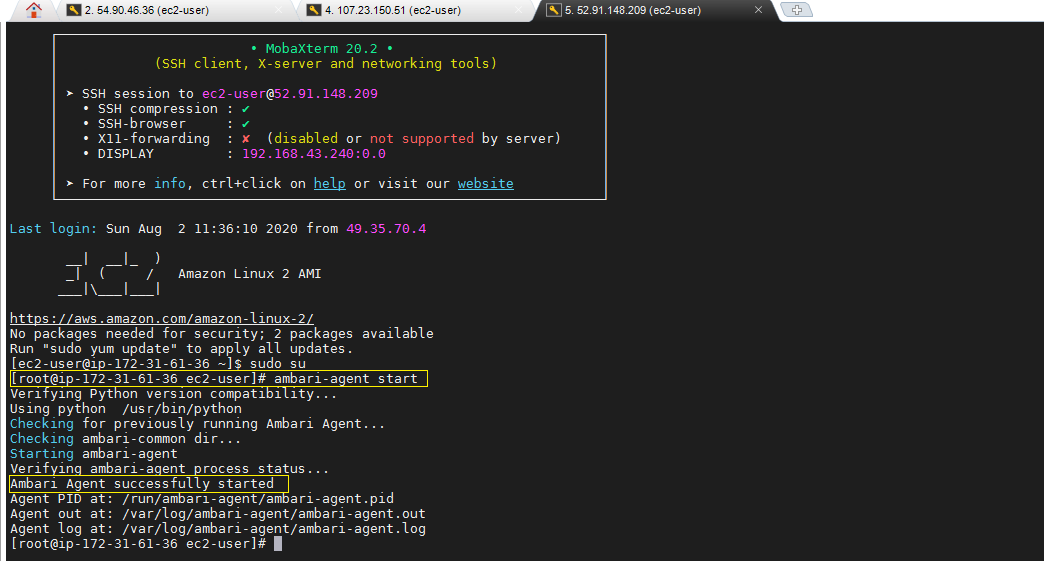 2. 54.90.46.36 (ec2-user)
4. 107.23.150.51 (ec2-user)
5. 52.91.148.209 (ec2-user)
• MobaXterm 20.2 •
(SSH client, X-server and networking tools)
➤ SSH session to ec2-user@52.91.148.209
• SSH compression : ✔
• SSH-browser : ✔
• X11-forwarding : ✘ (disabled or not supported by server)
• DISPLAY : 192.168.43.240:0.0
➤ For more info, ctrl+click on help or visit our website
Last login: Sun Aug  2 11:36:10 2020 from 49.35.70.4
__|  __|_  )
_|  (     /   Amazon Linux 2 AMI
___|\___|___|
https://aws.amazon.com/amazon-linux-2/
No packages needed for security; 2 packages available
Run "sudo yum update" to apply all updates.
[ec2-user@ip-172-31-61-36 ~]$ sudo su
[root@ip-172-31-61-36 ec2-user]# ambari-agent start
Verifying Python version compatibility...
Using python  /usr/bin/python
Checking for previously running Ambari Agent...
Checking ambari-common dir...
Starting ambari-agent
Verifying ambari-agent process status...
Ambari Agent successfully started
Agent PID at: /run/ambari-agent/ambari-agent.pid
Agent out at: /var/log/ambari-agent/ambari-agent.out
Agent log at: /var/log/ambari-agent/ambari-agent.log
[root@ip-172-31-61-36 ec2-user]#